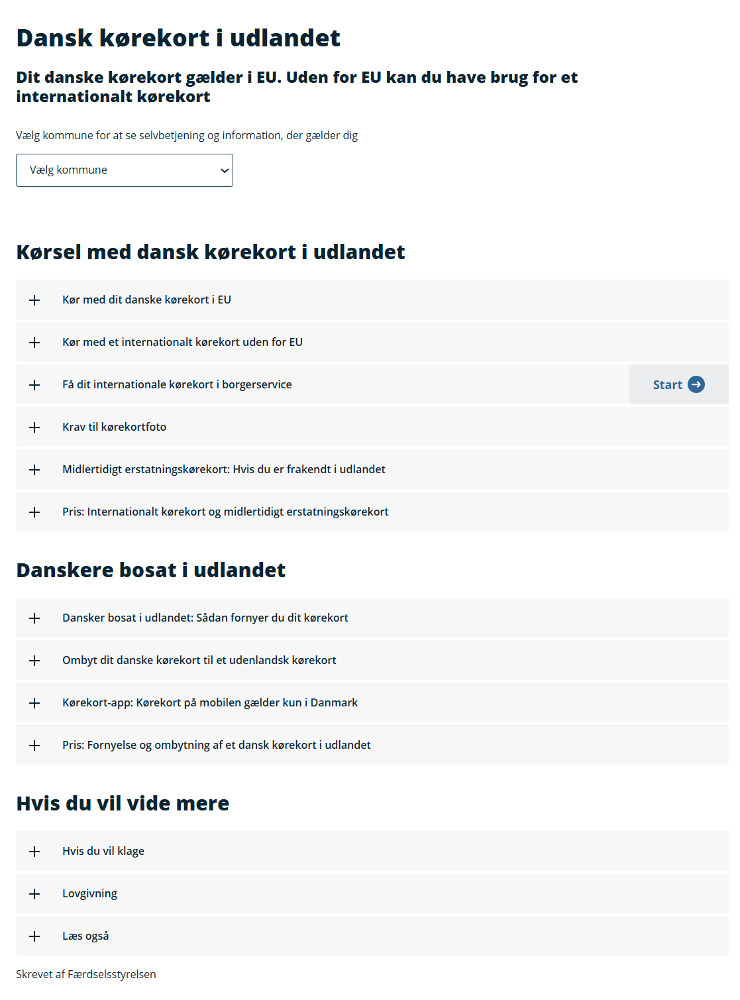 Dansk kørekort i udlandet
Dit danske kørekort gælder i EU. Uden for EU kan du have brug for et
internationalt kørekort
Vælg kommune for at se selvbetjening og information, der gælder dig
Vælg kommune
Kørsel med dansk kørekort i udlandet
Kør med dit danske kørekort i EU
Kør med et internationalt kørekort uden for EU
Få dit internationale kørekort i borgerservice
Start
Krav til kørekortfoto
Midlertidigt erstatningskørekort: Hvis du er frakendt i udlandet
Pris: Internationalt kørekort og midlertidigt erstatningskørekort
Danskere bosat i udlandet
Dansker bosat i udlandet: Sådan fornyer du dit kørekort
Ombyt dit danske kørekort til et udenlandsk kørekort
Kørekort-app: Kørekort på mobilen gælder kun i Danmark
Pris: Fornyelse og ombytning af et dansk kørekort i udlandet
Hvis du vil vide mere
Hvis du vil klage
Lovgivning
Læs også
Skrevet af Færdselsstyrelsen